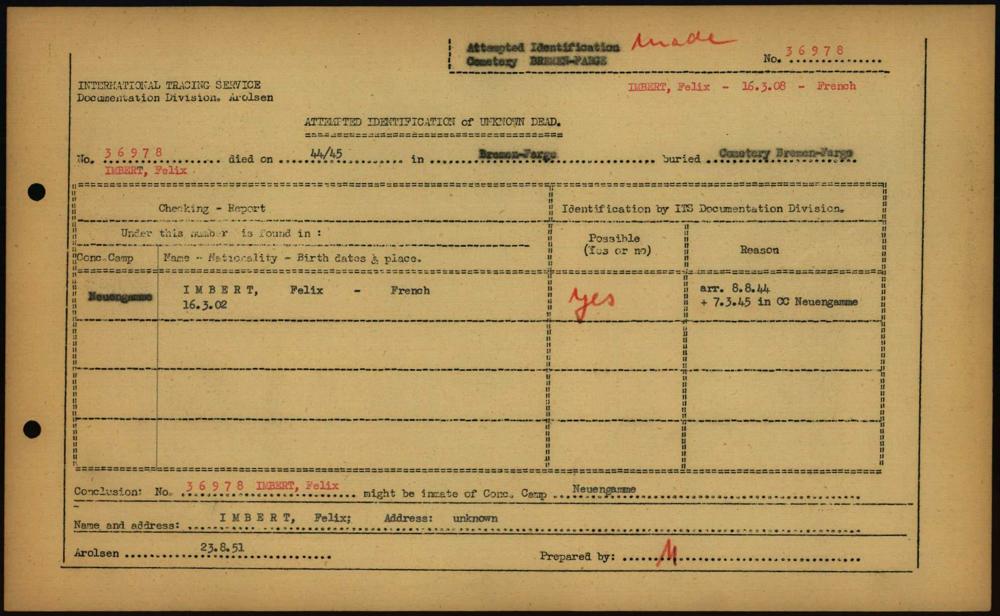 Attempted Identification made
Cemetery BREMEN-FARGE
No. 36978
INTERNATIONAL TRACING SERVICE
Documentation Division. Arolsen
IMBERT, Felix - 16.3.08 - French
ATTEMPTED IDENTIFICATION of UNKNOWN DEAD.
No. 36978 died on 44/45 in Bremen-Farge buried Cemetery Bremen-Farge
IMBERT, Felix
Checking - Report
Identification by ITS Documentation Division.
Under this number is found in :
Possible
(Yes or no)
Reason
Conc.Camp
Name - Nationality - Birth dates & place.
Neuengamme
IMBERT, Felix - French
16.3.02
yes
arr. 8.8.44
+ 7.3.45 in CC Neuengamme
Conclusion: No. 36978 IMBERT, Felix might be inmate of Conc. Camp Neuengamme
Name and address: IMBERT, Felix; Address: unknown
Arolsen 23.8.51
Prepared by: